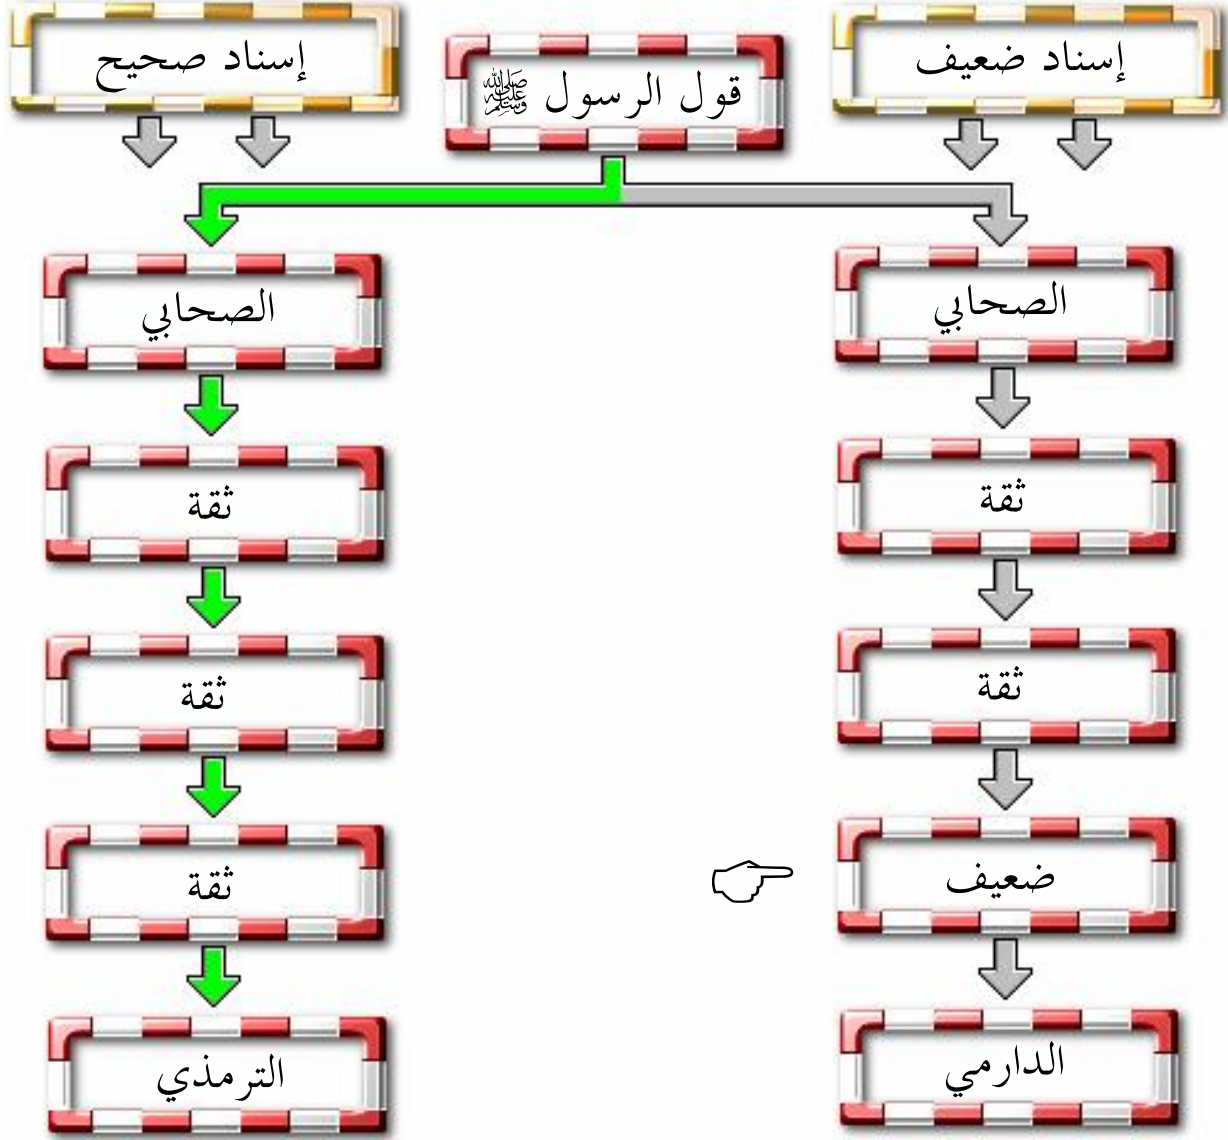 إسناد ضعيف
قول الرسول ﷺ
إسناد صحيح
الصحابي
ثقة
ثقة
ضعيف
الدارمي
الصحابي
ثقة
ثقة
ثقة
الترمذي